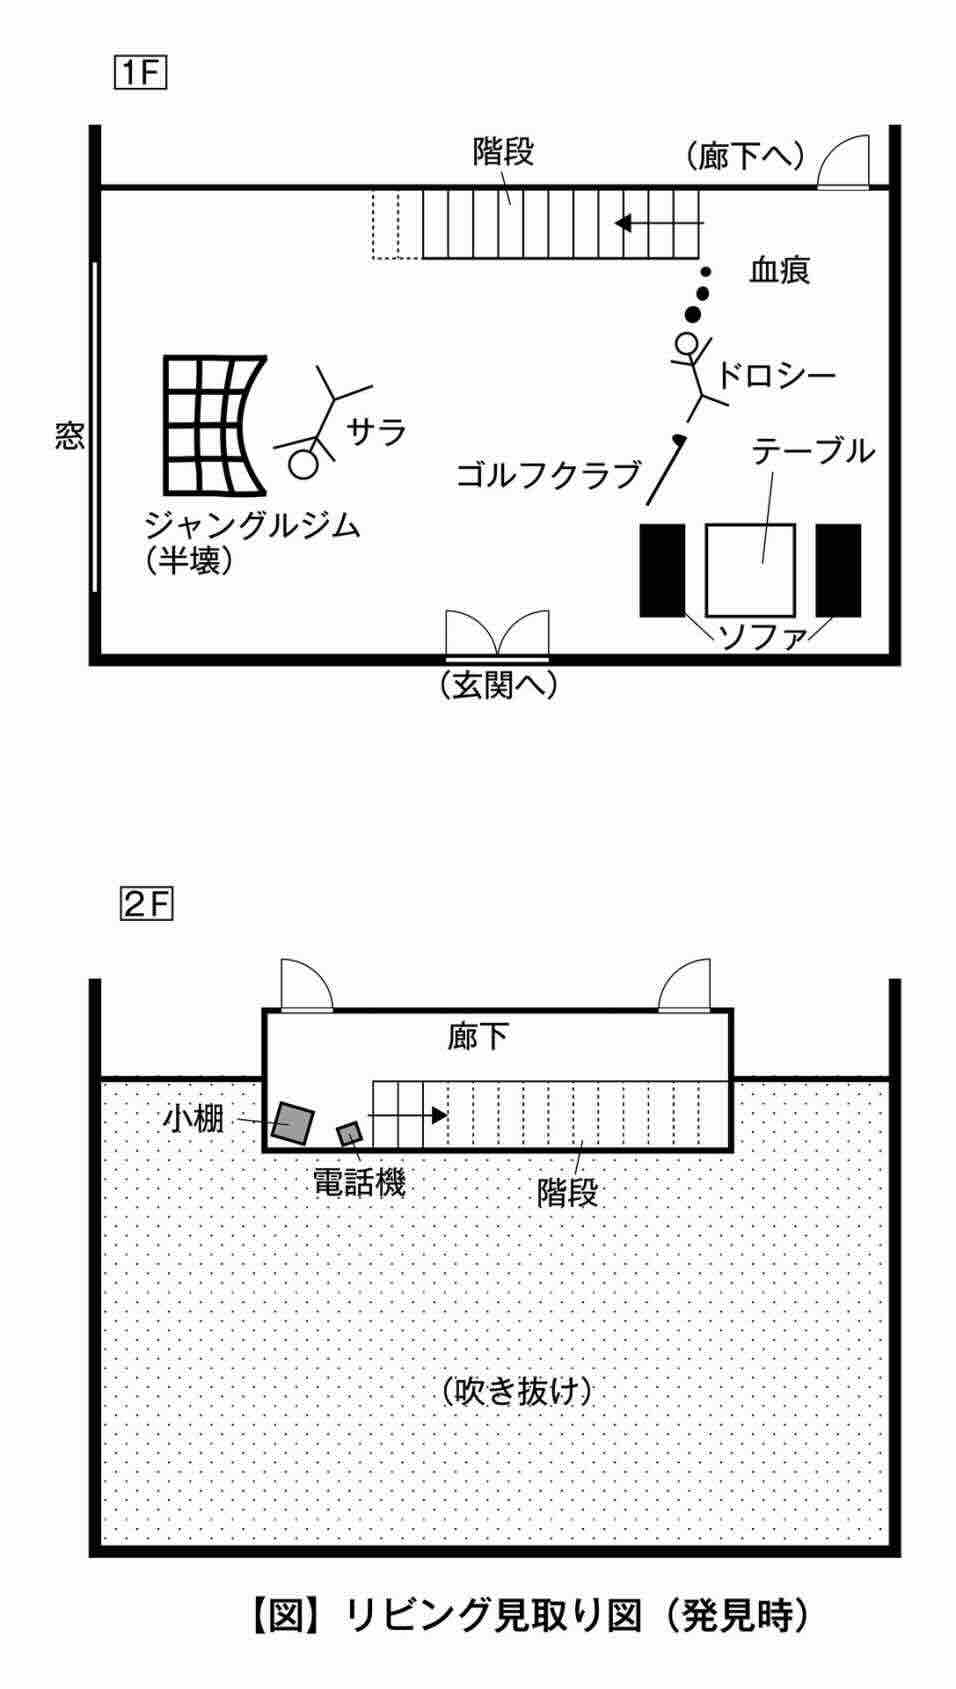 1F
階段
（廊下へ）
血痕
ドロシー
サラ
窓
テーブル
ゴルフクラブ
ジャングルジム
（半壊）
ソファ
（玄関へ）
2F
廊下
小棚
電話機
階段
（吹き抜け）
【図】リビング見取り図（発見時）